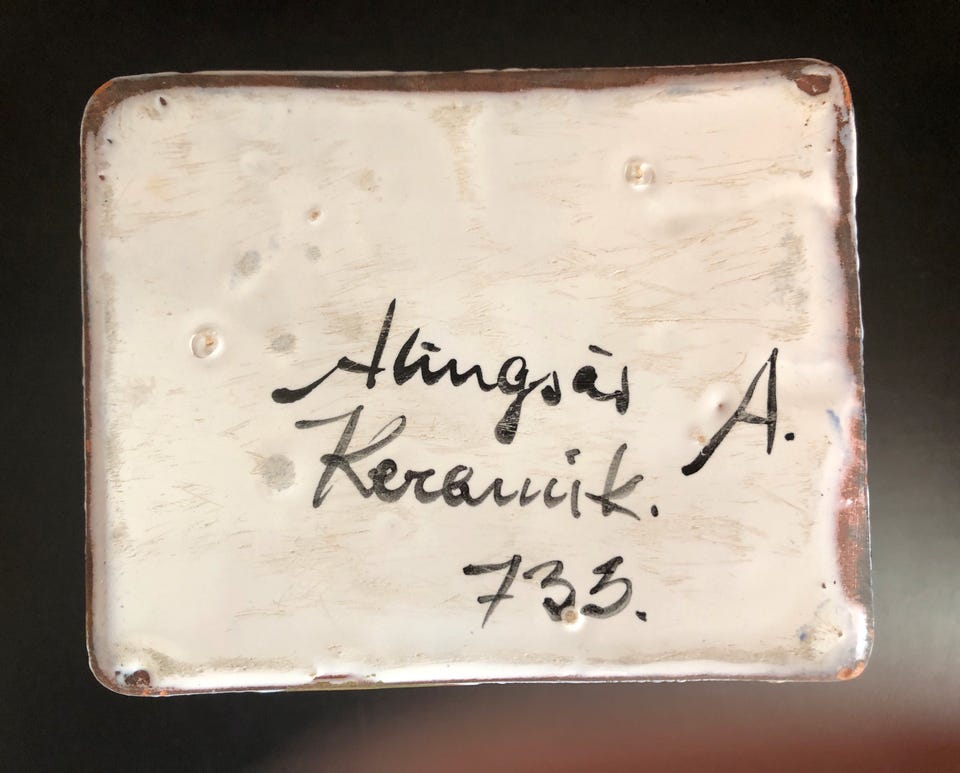 Alingsås
Keramik.
733.
A.